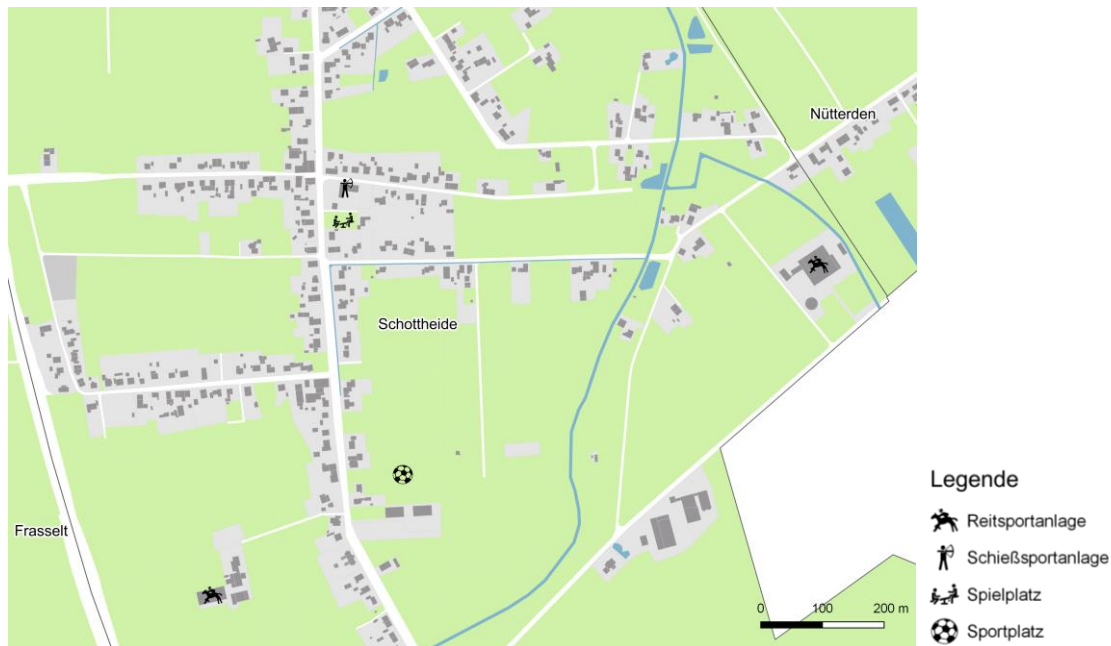 Nütterden
Schottheide
Frasselt
0 100 200 m
Legende
Reitsportanlage
Schießsportanlage
Spielplatz
Sportplatz